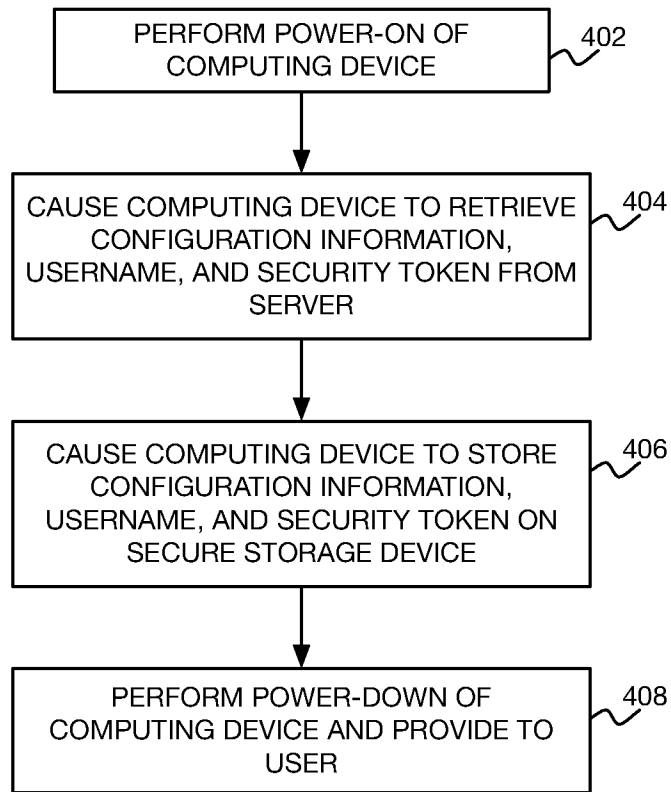 PERFORM POWER-ON OF
COMPUTING DEVICE
402
CAUSE COMPUTING DEVICE TO RETRIEVE
CONFIGURATION INFORMATION,
USERNAME, AND SECURITY TOKEN FROM
SERVER
404
CAUSE COMPUTING DEVICE TO STORE
CONFIGURATION INFORMATION,
USERNAME, AND SECURITY TOKEN ON
SECURE STORAGE DEVICE
406
PERFORM POWER-DOWN OF
COMPUTING DEVICE AND PROVIDE TO
USER
408